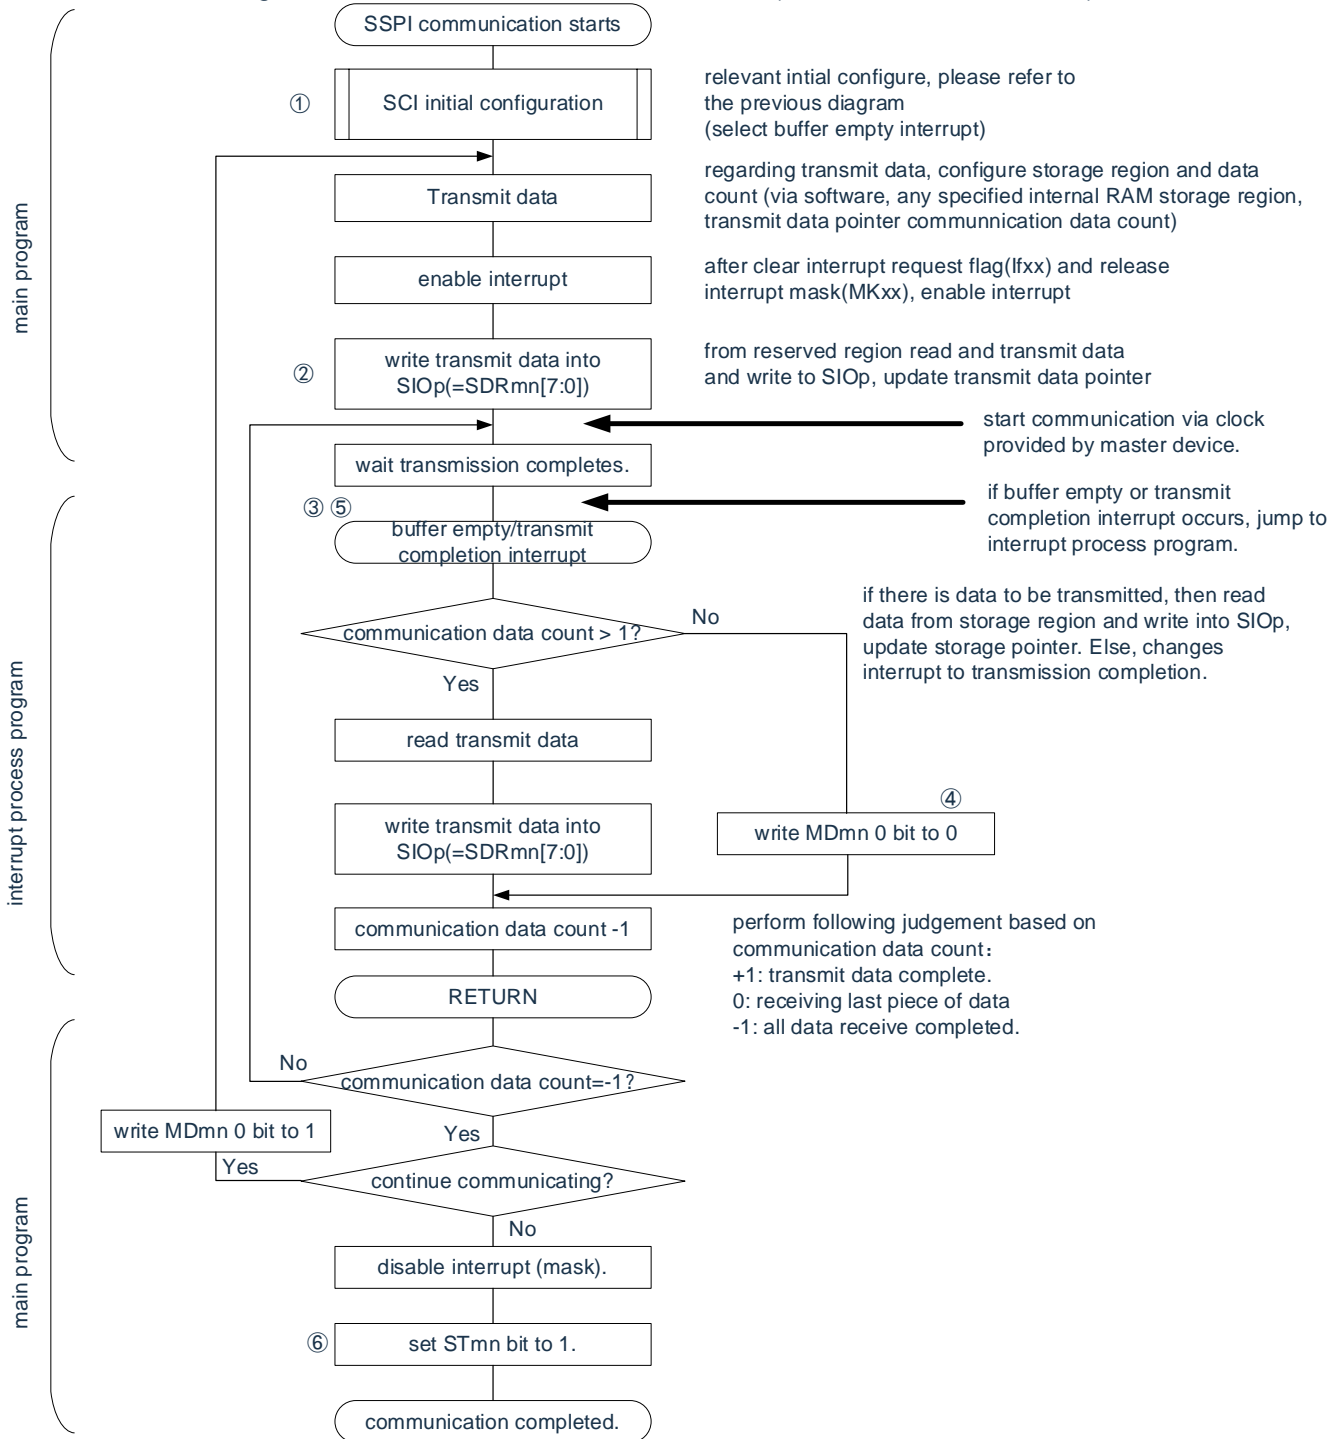 SSPI communication starts
①
SCI initial configuration
relevant intial configure, please refer to
the previous diagram
(select buffer empty interrupt)
Transmit data
regarding transmit data, configure storage region and data
count (via software, any specified internal RAM storage region,
transmit data pointer communnication data count)
main program
enable interrupt
after clear interrupt request flag(Ifxx) and release
interrupt mask(MKxx), enable interrupt
②
write transmit data into
SIOp(=SDRmn[7:0])
from reserved region read and transmit data
and write to SIOp, update transmit data pointer
start communication via clock
provided by master device.
wait transmission completes.
③ ⑤
if buffer empty or transmit
completion interrupt occurs, jump to
interrupt process program.
buffer empty/transmit
completion interrupt
communication data count > 1?
No
Yes
if there is data to be transmitted, then read
data from storage region and write into SIOp,
update storage pointer. Else, changes
interrupt to transmission completion.
interrupt process program
read transmit data
write transmit data into
SIOp(=SDRmn[7:0])
④
write MDmn 0 bit to 0
communication data count -1
perform following judgement based on
communication data count：
+1: transmit data complete.
0: receiving last piece of data
-1: all data receive completed.
RETURN
No
communication data count=-1?
write MDmn 0 bit to 1
Yes
Yes
continue communicating?
No
main program
disable interrupt (mask).
⑥
set STmn bit to 1.
communication completed.